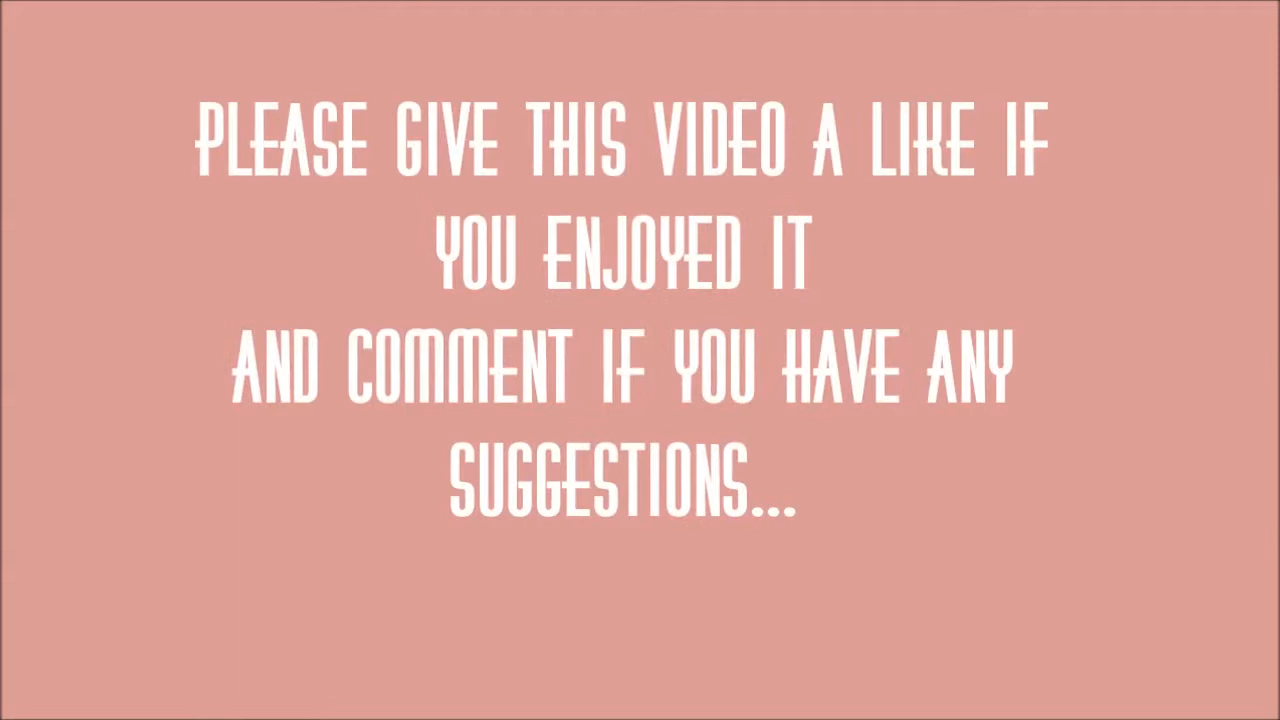 PLEASE GIVE THIS VIDEO A LIKE IF
YOU ENJOYED IT
AND COMMENT IF YOU HAVE ANY
SUGGESTIONS...